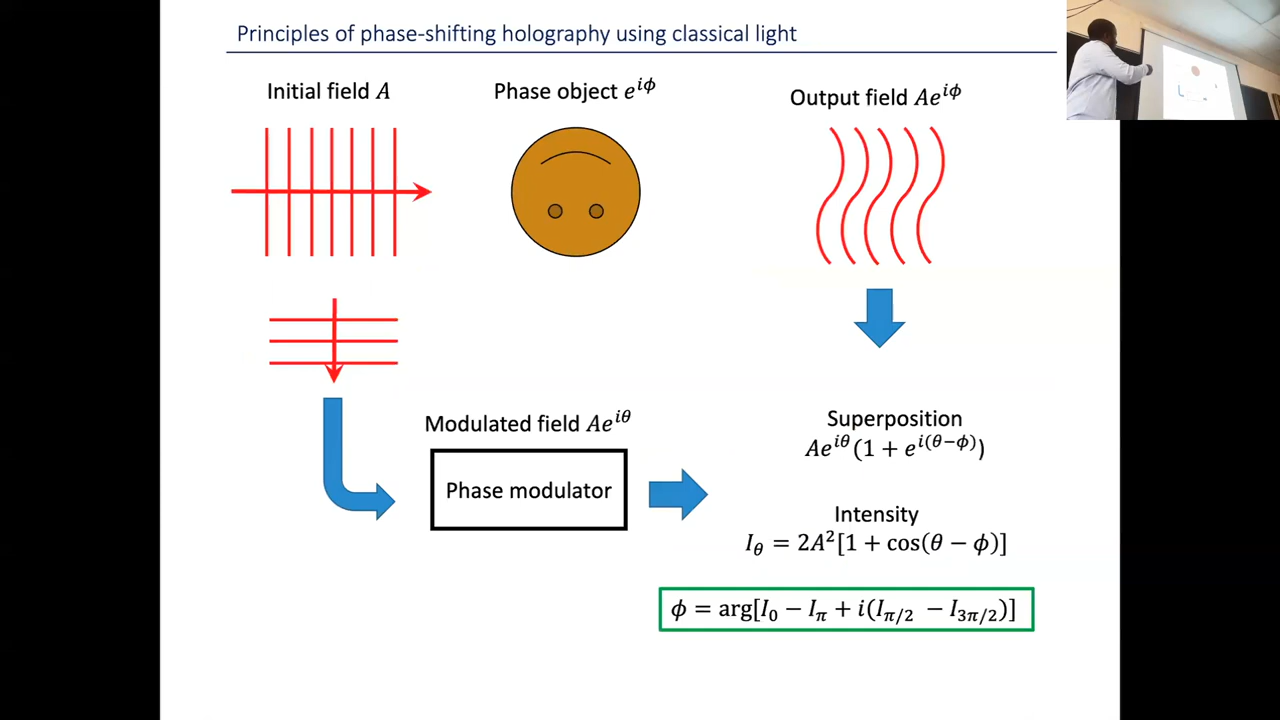 Principles of phase-shifting holography using classical light
Initial field A
Phase object e^{iϕ}
Output field Ae^{iϕ}
Modulated field Ae^{iθ}
Phase modulator
Superposition
Ae^{iθ}(1 + e^{i(θ−ϕ)})
Intensity
I_θ = 2A²[1 + cos(θ − ϕ)]
ϕ = arg[I_0 − I_π + i(I_{π/2} − I_{3π/2})]